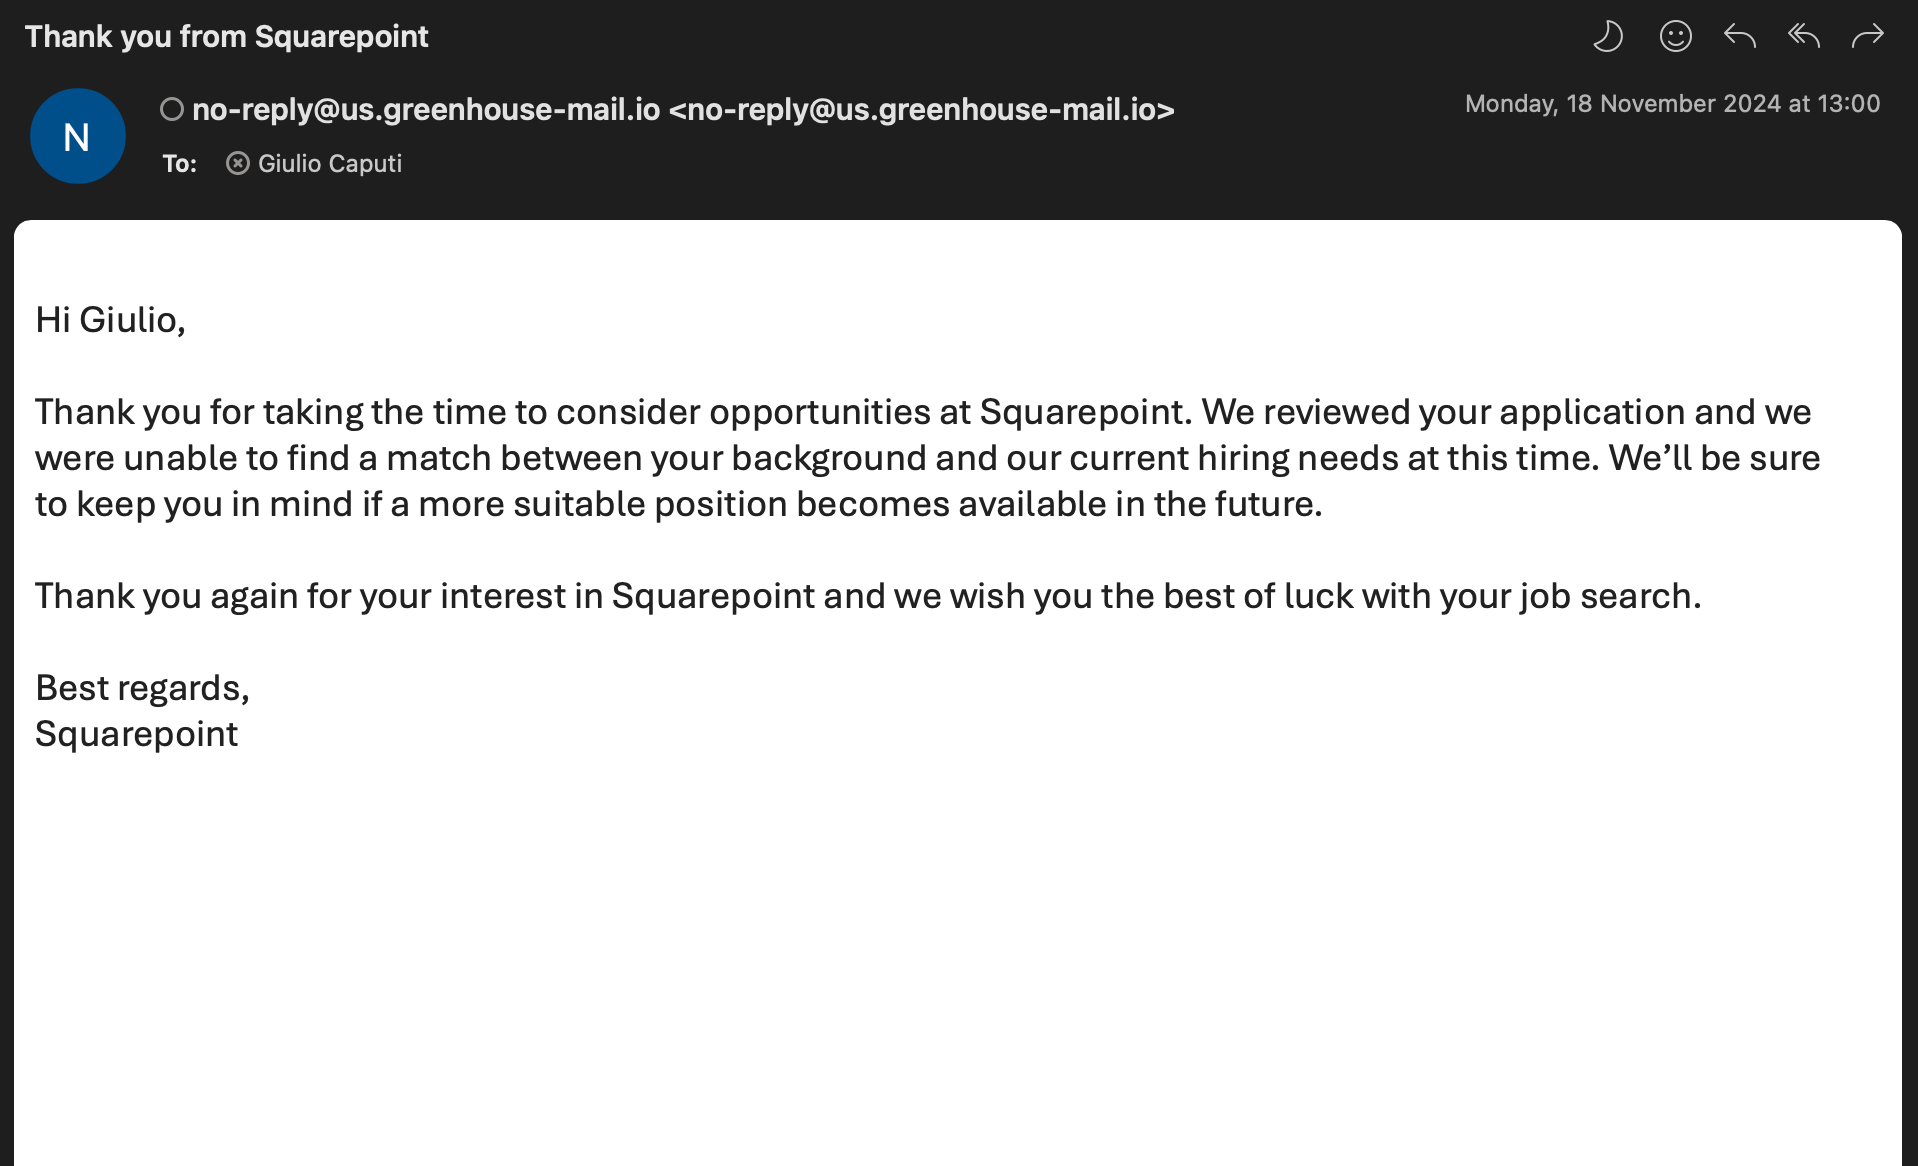 Thank you from Squarepoint
N
no-reply@us.greenhouse-mail.io <no-reply@us.greenhouse-mail.io>
Monday, 18 November 2024 at 13:00
To: Giulio Caputi
Hi Giulio,
Thank you for taking the time to consider opportunities at Squarepoint. We reviewed your application and we
were unable to find a match between your background and our current hiring needs at this time. We’ll be sure
to keep you in mind if a more suitable position becomes available in the future.
Thank you again for your interest in Squarepoint and we wish you the best of luck with your job search.
Best regards,
Squarepoint